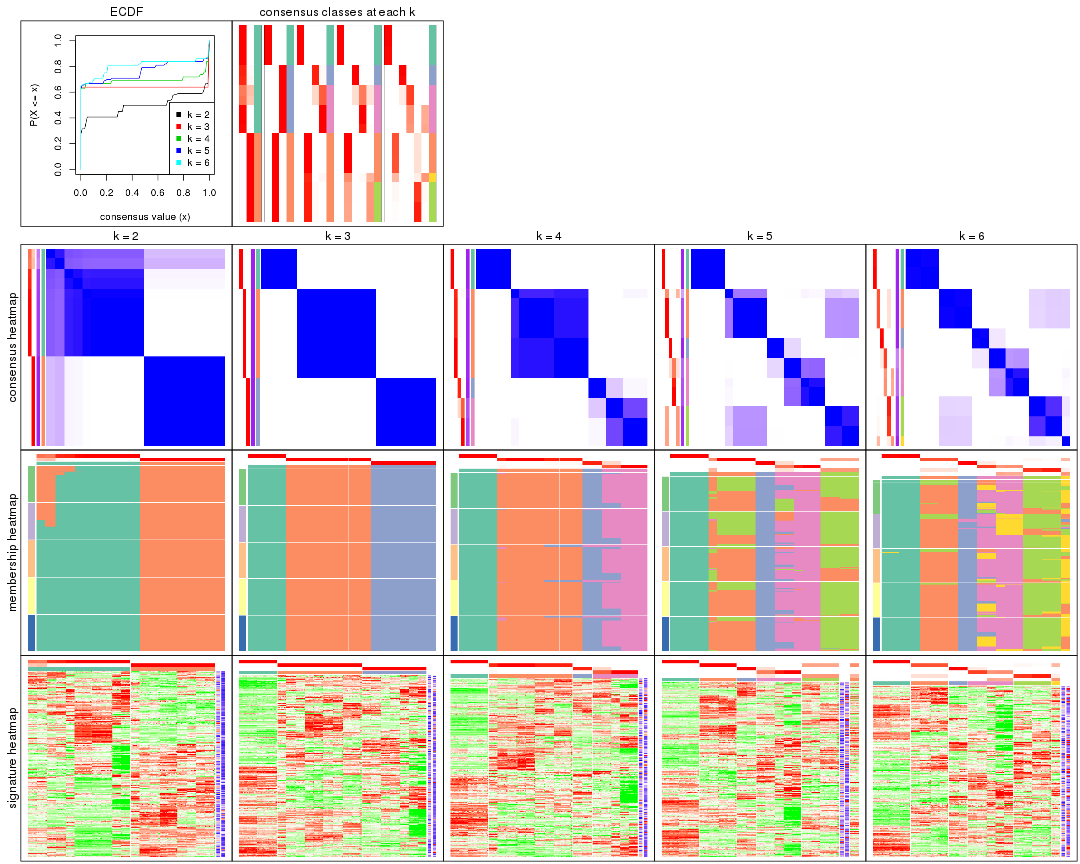 ECDF
consensus classes at each k
P(X <= x)
0.0
0.2
0.4
0.6
0.8
1.0
k = 2
k = 3
k = 4
k = 5
k = 6
0.0 0.2 0.4 0.6 0.8 1.0
consensus value (x)
k = 2
k = 3
k = 4
k = 5
k = 6
consensus heatmap
membership heatmap
signature heatmap